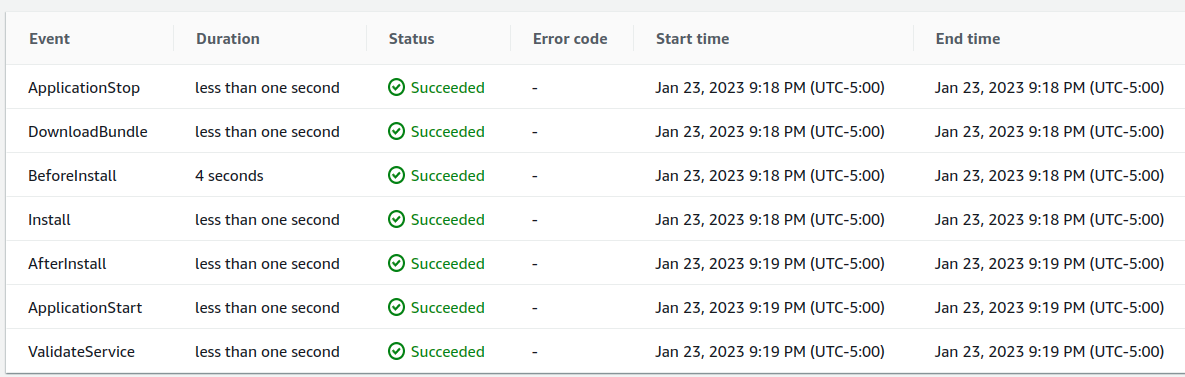 Event Duration Status Error code Start time End time
ApplicationStop less than one second Succeeded - Jan 23, 2023 9:18 PM (UTC-5:00) Jan 23, 2023 9:18 PM (UTC-5:00)
DownloadBundle less than one second Succeeded - Jan 23, 2023 9:18 PM (UTC-5:00) Jan 23, 2023 9:18 PM (UTC-5:00)
BeforeInstall 4 seconds Succeeded - Jan 23, 2023 9:18 PM (UTC-5:00) Jan 23, 2023 9:18 PM (UTC-5:00)
Install less than one second Succeeded - Jan 23, 2023 9:18 PM (UTC-5:00) Jan 23, 2023 9:18 PM (UTC-5:00)
AfterInstall less than one second Succeeded - Jan 23, 2023 9:19 PM (UTC-5:00) Jan 23, 2023 9:19 PM (UTC-5:00)
ApplicationStart less than one second Succeeded - Jan 23, 2023 9:19 PM (UTC-5:00) Jan 23, 2023 9:19 PM (UTC-5:00)
ValidateService less than one second Succeeded - Jan 23, 2023 9:19 PM (UTC-5:00) Jan 23, 2023 9:19 PM (UTC-5:00)